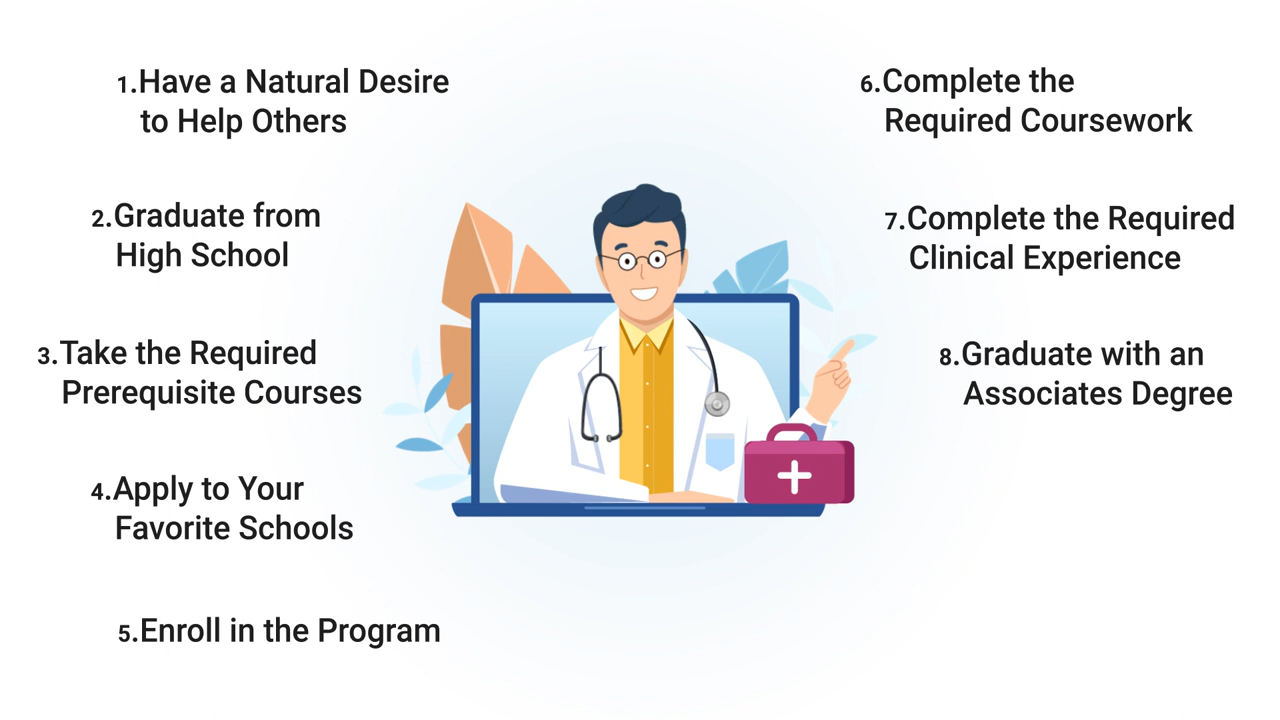 1.Have a Natural Desire
to Help Others
2.Graduate from
High School
3.Take the Required
Prerequisite Courses
4.Apply to Your
Favorite Schools
5.Enroll in the Program
6.Complete the
Required Coursework
7.Complete the Required
Clinical Experience
8.Graduate with an
Associates Degree